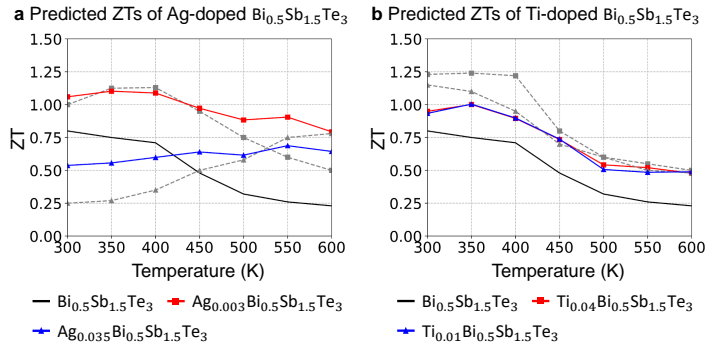 a Predicted ZTs of Ag-doped Bi₀.₅Sb₁.₅Te₃
1.50
1.25
1.00
0.75
0.50
0.25
0.00
ZT
300 350 400 450 500 550 600
Temperature (K)
Bi₀.₅Sb₁.₅Te₃ Ag₀.₀₀₃Bi₀.₅Sb₁.₅Te₃
Ag₀.₀₃₅Bi₀.₅Sb₁.₅Te₃
b Predicted ZTs of Ti-doped Bi₀.₅Sb₁.₅Te₃
1.50
1.25
1.00
0.75
0.50
0.25
0.00
ZT
300 350 400 450 500 550 600
Temperature (K)
Bi₀.₅Sb₁.₅Te₃ Ti₀.₀₄Bi₀.₅Sb₁.₅Te₃
Ti₀.₀₁Bi₀.₅Sb₁.₅Te₃